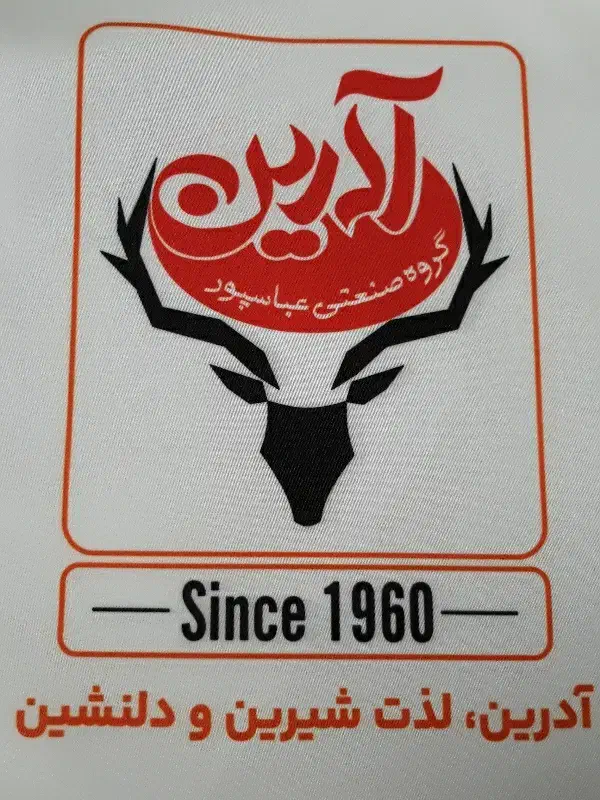 آدرین
گروه صنعتی عباسپور
Since 1960
آدرین، لذت شیرین و دلنشین